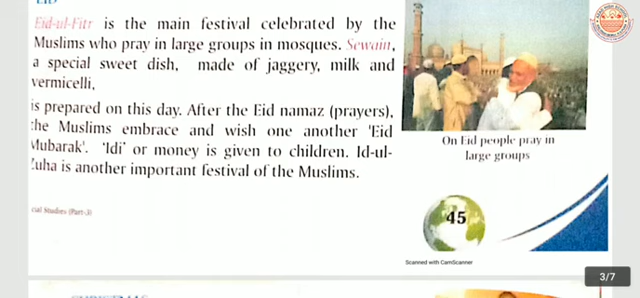 EID
Eid-ul-Fitr is the main festival celebrated by the
Muslims who pray in large groups in mosques. Sewain,
a special sweet dish, made of jaggery, milk and
vermicelli,
is prepared on this day. After the Eid namaz (prayers),
the Muslims embrace and wish one another 'Eid
Mubarak'. 'Idi' or money is given to children. Id-ul-
Zuha is another important festival of the Muslims.
On Eid people pray in
large groups
cial Studies (Part-3)
45
Scanned with CamScanner
3/7